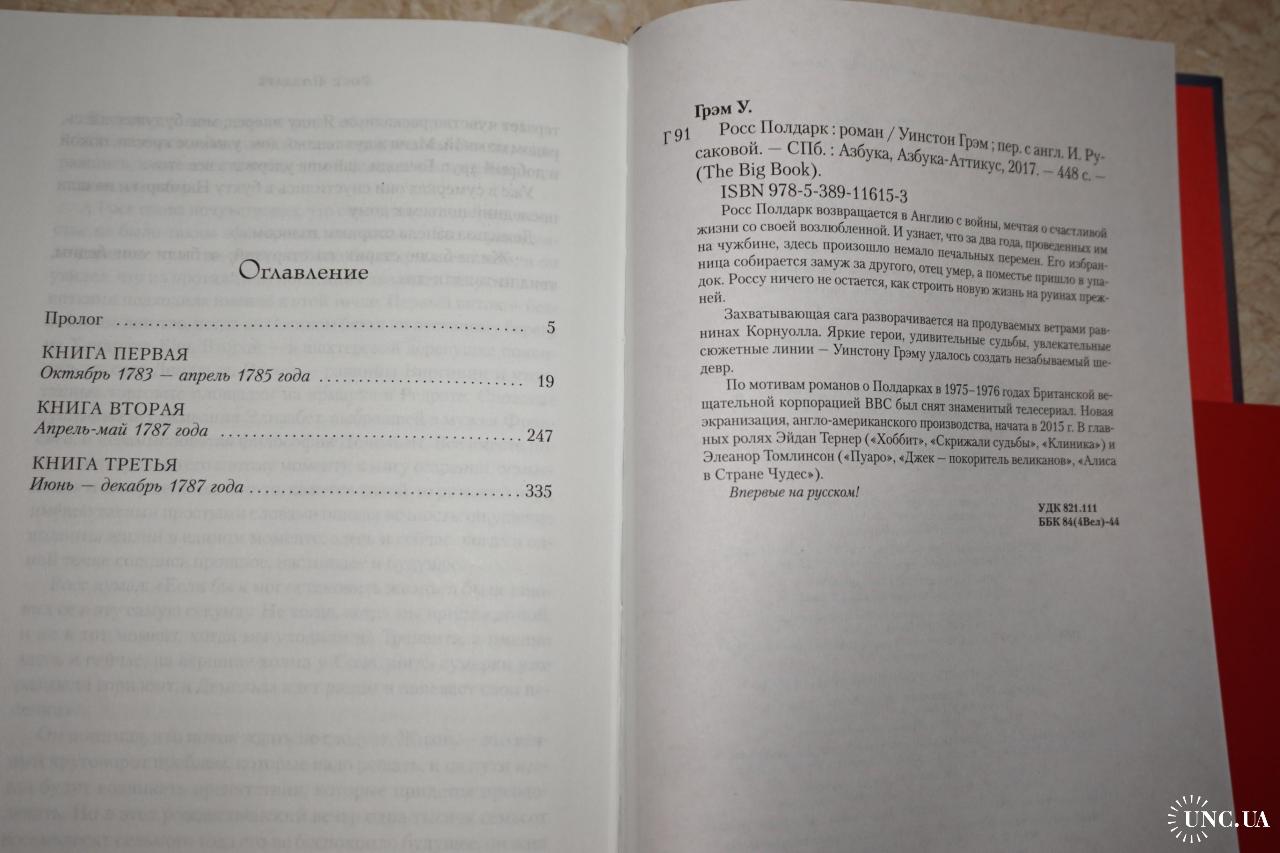 Оглавление
Пролог ................................................ 5
КНИГА ПЕРВАЯ
Октябрь 1783 — апрель 1785 года ........................ 19
КНИГА ВТОРАЯ
Апрель-май 1787 года .................................... 247
КНИГА ТРЕТЬЯ
Июнь — декабрь 1787 года ............................... 335
Грэм У.
Г 91 Росс Полдарк : роман / Уинстон Грэм ; пер. с англ. И. Ру-
саковой. — СПб. : Азбука, Азбука-Аттикус, 2017. — 448 с. —
(The Big Book).
ISBN 978-5-389-11615-3
Росс Полдарк возвращается в Англию с войны, мечтая о счастливой
жизни со своей возлюбленной. И узнает, что за два года, проведенных им
на чужбине, здесь произошло немало печальных перемен. Его избран-
ница собирается замуж за другого, отец умер, а поместье пришло в упа-
док. Россу ничего не остается, как строить новую жизнь на руинах преж-
ней.
Захватывающая сага разворачивается на продуваемых ветрами рав-
нинах Корнуолла. Яркие герои, удивительные судьбы, увлекательные
сюжетные линии — Уинстону Грэму удалось создать незабываемый ше-
девр.
По мотивам романов о Полдарках в 1975–1976 годах Британской ве-
щательной корпорацией BBC был снят знаменитый телесериал. Новая
экранизация, англо-американского производства, начата в 2015 г. В глав-
ных ролях Эйдан Тернер («Хоббит», «Скрижали судьбы», «Клиника») и
Элеанор Томлинсон («Пуаро», «Джек – покоритель великанов», «Алиса
в Стране Чудес»).
Впервые на русском!
УДК 821.111
ББК 84(4Вел)-44
UNC.UA